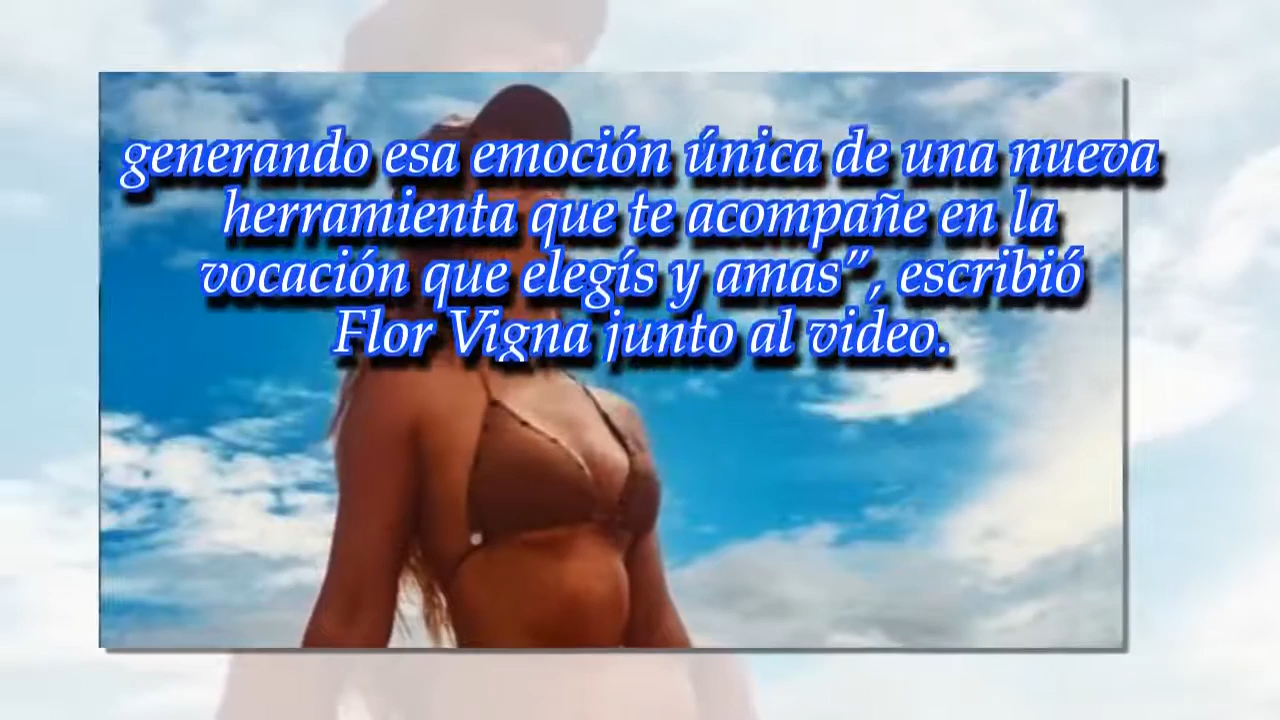 generando esa emoción única de una nueva
herramienta que te acompañe en la
vocación que elegís y amas”, escribió
Flor Vigna junto al video.